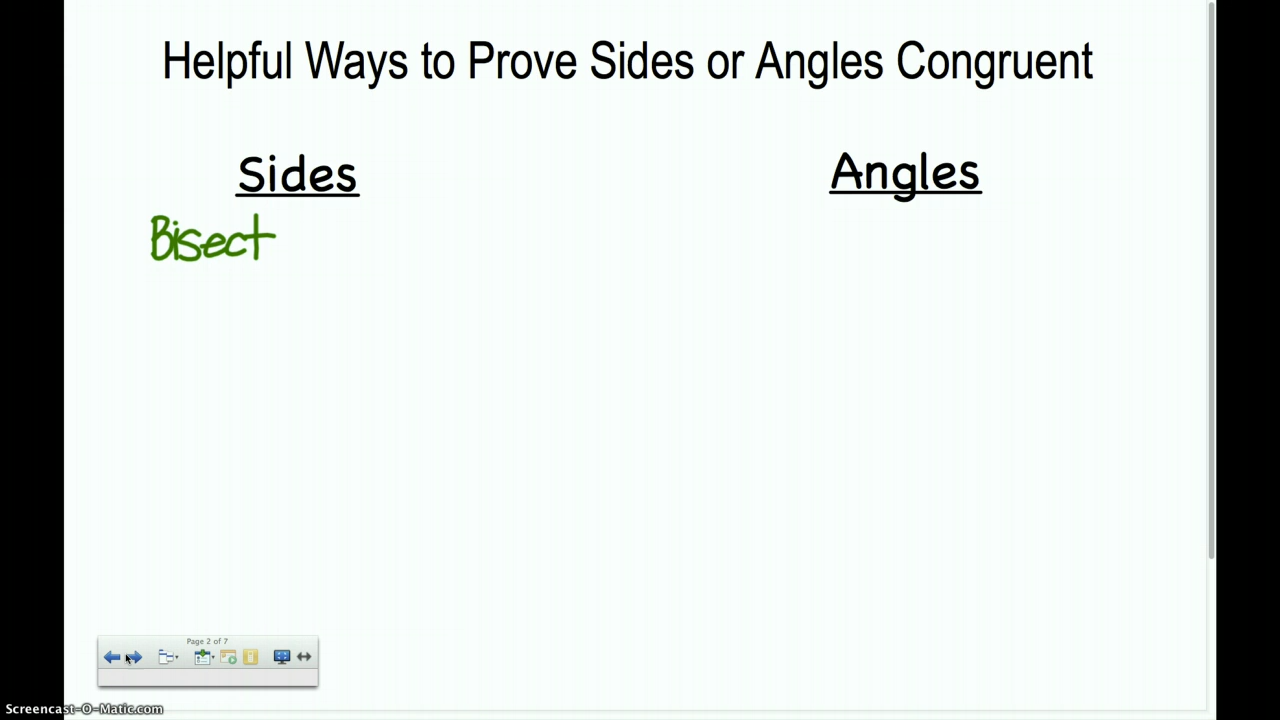 Helpful Ways to Prove Sides or Angles Congruent
Sides
Angles
Bisect
Page 2 of 7
Screencast-O-Matic.com